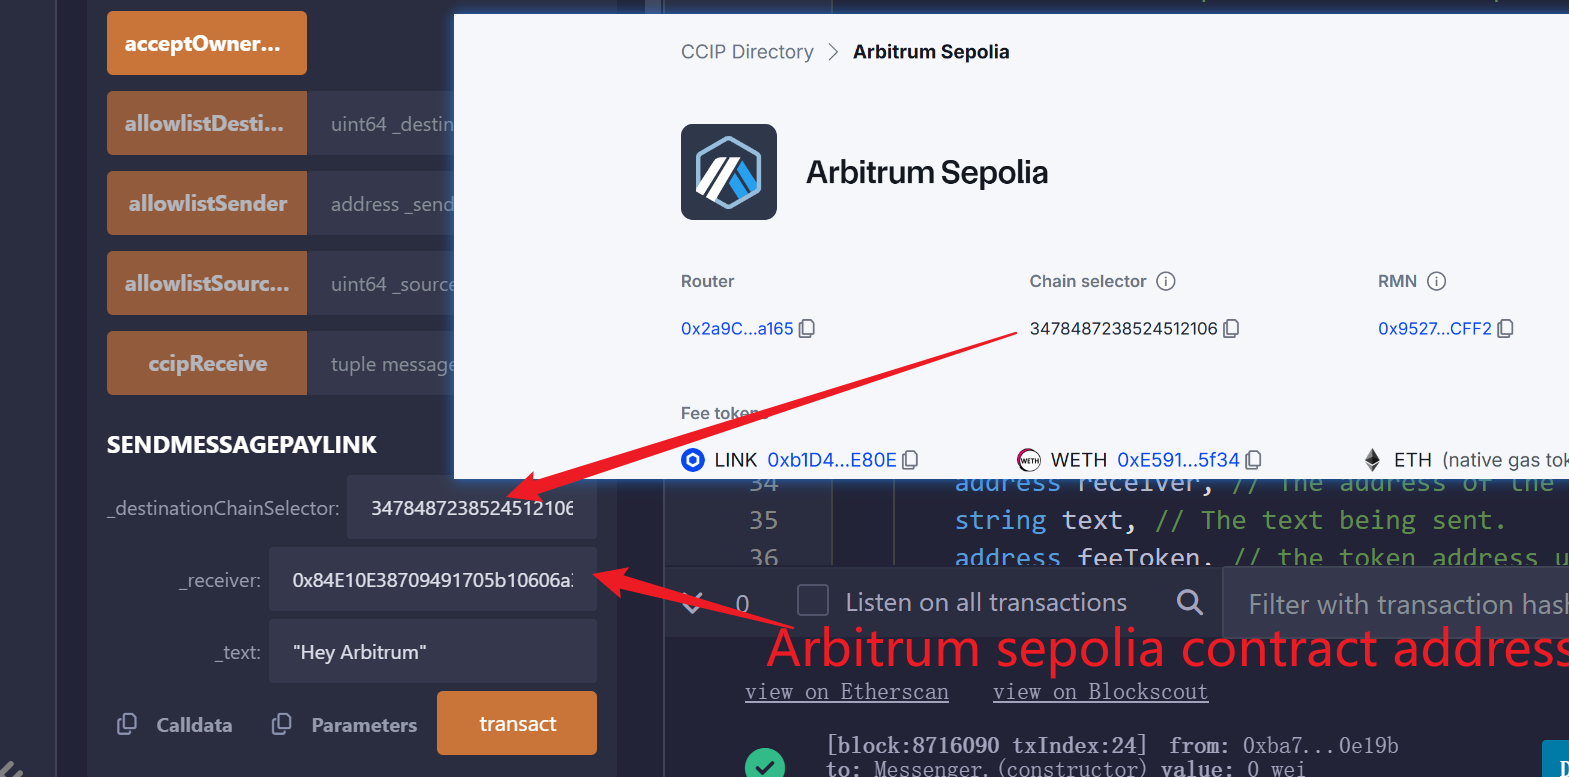 acceptOwner...
allowlistDesti... uint64 _destin
allowlistSender address _send
allowlistSourc... uint64 _source
ccipReceive tuple message
SENDMESSAGEPAYLINK
_destinationChainSelector: 3478487238524512106
_receiver: 0x84E10E38709491705b10606a
_text: "Hey Arbitrum"
Calldata Parameters transact
CCIP Directory > Arbitrum Sepolia
Arbitrum Sepolia
Router Chain selector RMN
0x2a9C...a165 3478487238524512106 0x9527...CFF2
Fee tokens
LINK 0xb1D4...E80E WETH WETH 0xE591...5f34 ETH (native gas tok
34 address receiver, // The address of the
35 string text, // The text being sent.
36 address feeToken, // the token address u
0 Listen on all transactions Filter with transaction hash
Arbitrum sepolia contract address
view on Etherscan view on Blockscout
[block:8716090 txIndex:24] from: 0xba7...0e19b
to: Messenger.(constructor) value: 0 wei
D